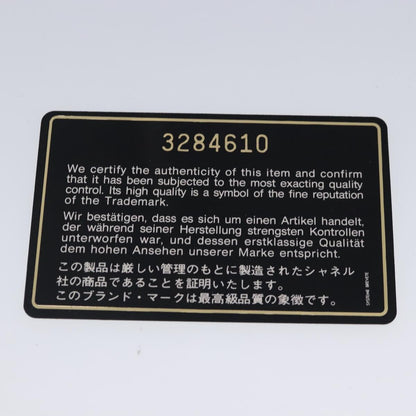 3284610
We certify the authenticity of this item and confirm
that it has been subjected to the most exacting quality
control. Its high quality is a symbol of the fine reputation
of the Trademark.
Wir bestätigen, dass es sich um einen Artikel handelt,
der während seiner Herstellung strengsten Kontrollen
unterworfen war, und dessen erstklassige Qualität
dem hohen Ansehen unserer Marke entspricht.
この製品は厳しい管理のもとに製造されたシャネル
社の商品であることを証明いたします。
このブランド・マークは最高級品質の象徴です。